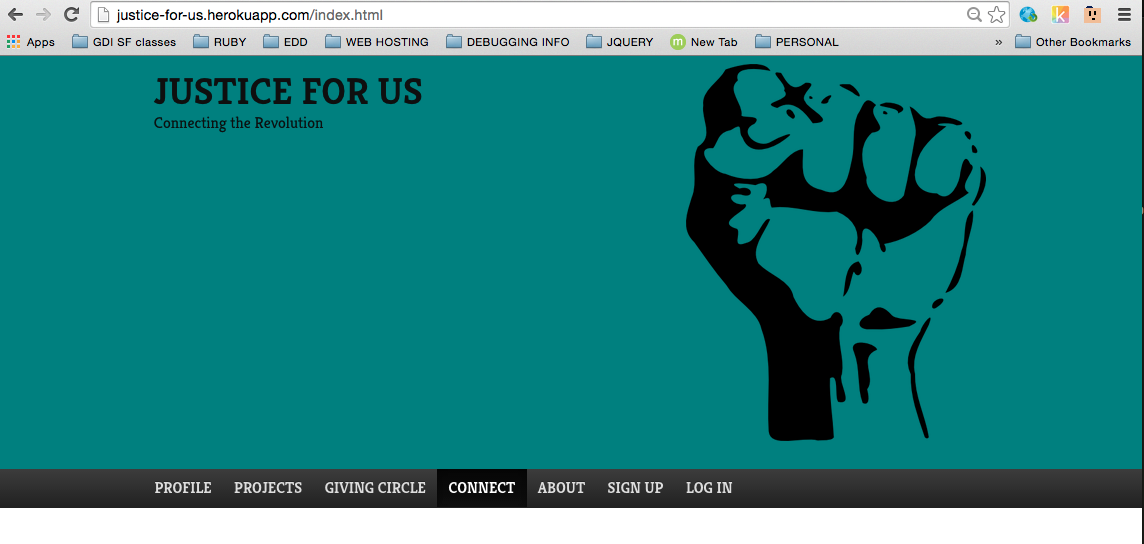 justice-for-us.herokuapp.com/index.html
Apps GDI SF classes RUBY EDD WEB HOSTING DEBUGGING INFO JQUERY m New Tab PERSONAL » Other Bookmarks
JUSTICE FOR US
Connecting the Revolution
PROFILE PROJECTS GIVING CIRCLE CONNECT ABOUT SIGN UP LOG IN